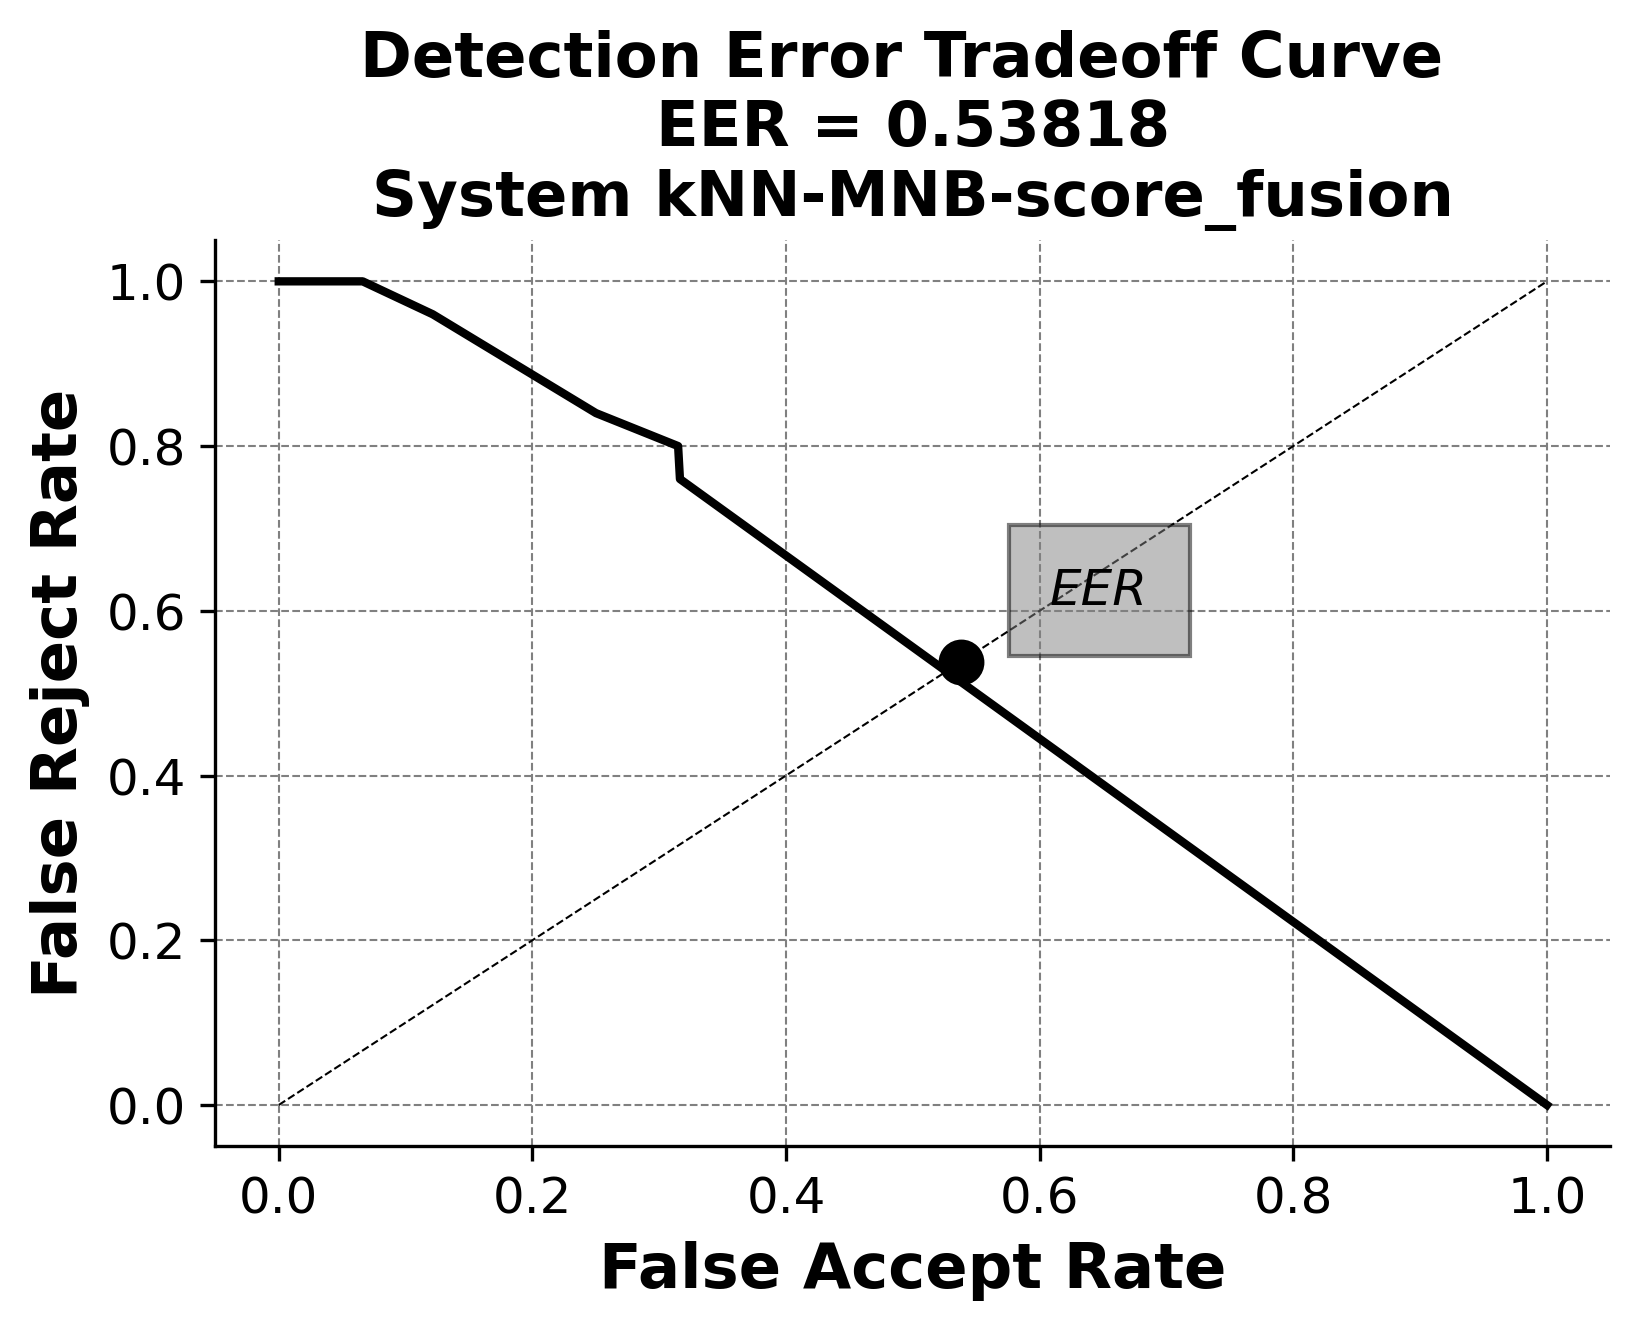 Detection Error Tradeoff Curve
EER = 0.53818
System kNN-MNB-score_fusion
False Reject Rate
1.0
0.8
0.6
0.4
0.2
0.0
EER
0.0 0.2 0.4 0.6 0.8 1.0
False Accept Rate